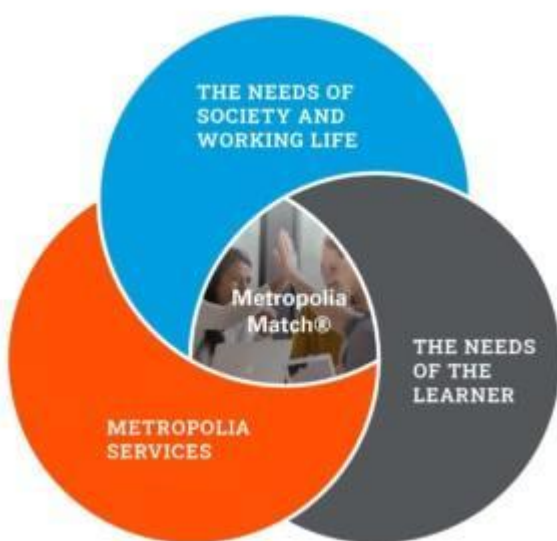 THE NEEDS OF
SOCIETY AND
WORKING LIFE
Metropolia
Match®
THE NEEDS
OF THE
LEARNER
METROPOLIA
SERVICES